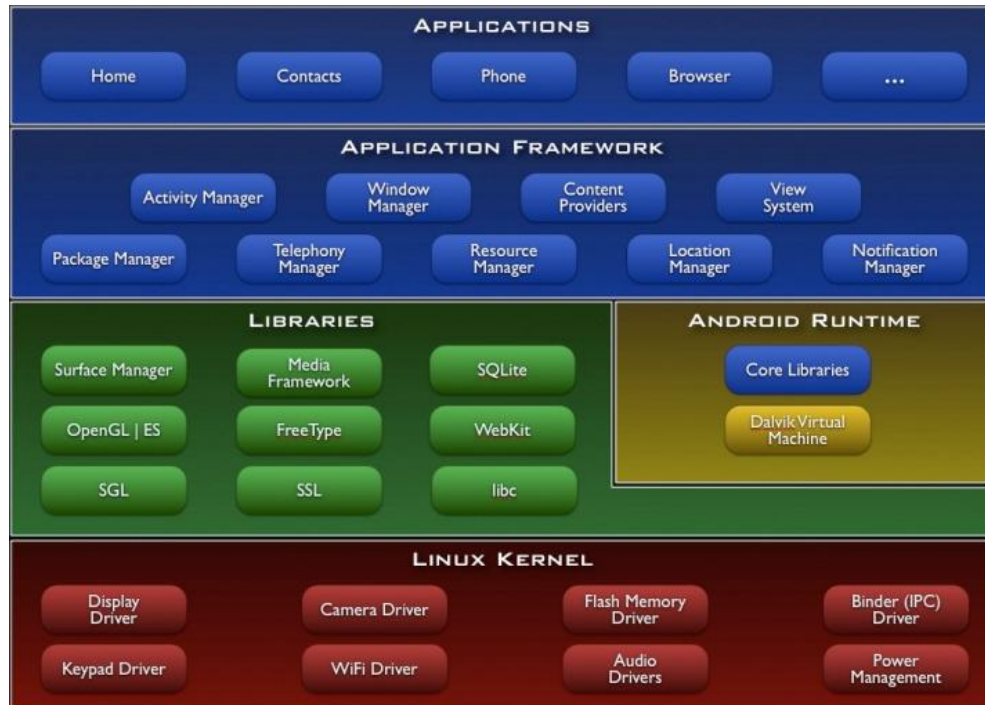 APPLICATIONS
Home
Contacts
Phone
Browser
...
APPLICATION FRAMEWORK
Activity Manager
Window
Manager
Content
Providers
View
System
Package Manager
Telephony
Manager
Resource
Manager
Location
Manager
Notification
Manager
LIBRARIES
Surface Manager
Media
Framework
SQLite
OpenGL | ES
FreeType
WebKit
SGL
SSL
libc
ANDROID RUNTIME
Core Libraries
Dalvik Virtual
Machine
LINUX KERNEL
Display
Driver
Camera Driver
Flash Memory
Driver
Binder (IPC)
Driver
Keypad Driver
WiFi Driver
Audio
Drivers
Power
Management